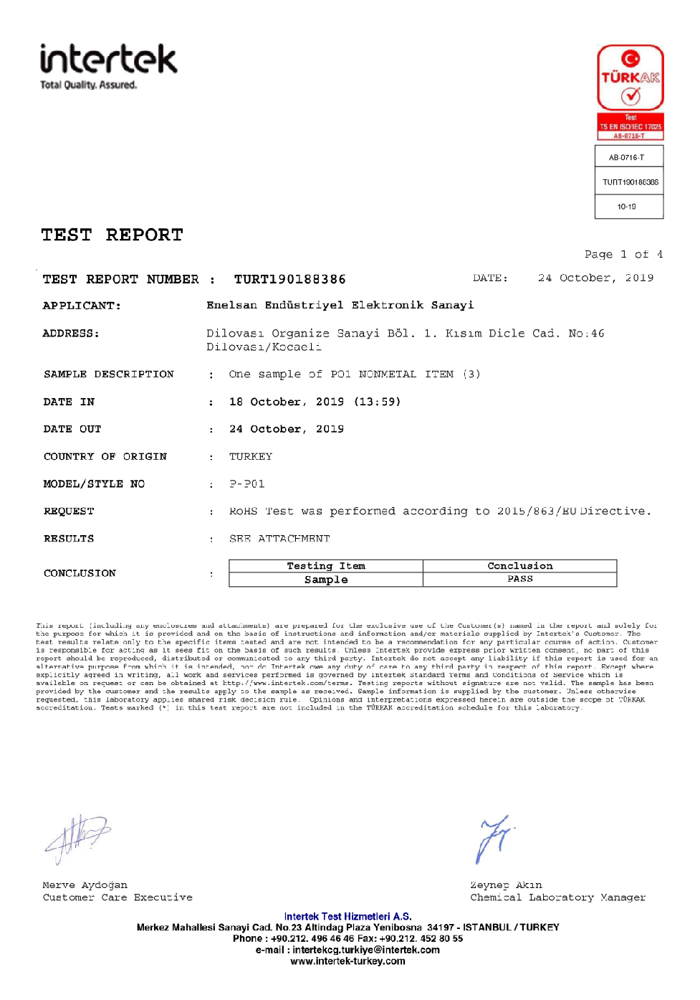 intertek
Total Quality. Assured.
TÜRKAK
Test
TS EN ISO/IEC 17025
AB-0716-T
AB-0716-T
TURT190188386
10-19
TEST REPORT
Page 1 of 4
TEST REPORT NUMBER : TURT190188386 DATE: 24 October, 2019
APPLICANT: Enelsan Endüstriyel Elektronik Sanayi
ADDRESS: Dilovası Organize Sanayi Böl. 1. Kısım Dicle Cad. No:46
Dilovası/Kocaeli
SAMPLE DESCRIPTION : One sample of PO1 NONMETAL ITEM (3)
DATE IN : 18 October, 2019 (13:59)
DATE OUT : 24 October, 2019
COUNTRY OF ORIGIN : TURKEY
MODEL/STYLE NO : P-P01
REQUEST : RoHS Test was performed according to 2015/863/EU Directive.
RESULTS : SEE ATTACHMENT
CONCLUSION :
Testing Item Conclusion
Sample PASS
This report (including any enclosures and attachments) are prepared for the exclusive use of the Customer(s) named in the report and solely for
the purpose for which it is provided and on the basis of instructions and information and/or materials supplied by Intertek's Customer. The
test results relate only to the specific items tested and are not intended to be a recommendation for any particular course of action. Customer
is responsible for acting as it sees fit on the basis of such results. Unless Intertek provide express prior written consent, no part of this
report should be reproduced, distributed or communicated to any third party. Intertek do not accept any liability if this report is used for an
alternative purpose from which it is intended, nor do Intertek owe any duty of care to any third party in respect of this report. Except where
explicitly agreed in writing, all work and services performed is governed by Intertek Standard Terms and Conditions of Service which is
available on request or can be obtained at http://www.intertek.com/terms. Testing reports without signature are not valid. The sample has been
provided by the customer and the results apply to the sample as received. Sample information is supplied by the customer. Unless otherwise
requested, this laboratory applies shared risk decision rule. Opinions and interpretations expressed herein are outside the scope of TÜRKAK
accreditation. Tests marked (*) in this test report are not included in the TÜRKAK accreditation schedule for this laboratory.
Merve Aydoğan Zeynep Akın
Customer Care Executive Chemical Laboratory Manager
Intertek Test Hizmetleri A.S.
Merkez Mahallesi Sanayi Cad. No.23 Altindag Plaza Yenibosna 34197 - ISTANBUL / TURKEY
Phone : +90.212. 496 46 46 Fax: +90.212. 452 80 55
e-mail : intertekcg.turkiye@intertek.com
www.intertek-turkey.com